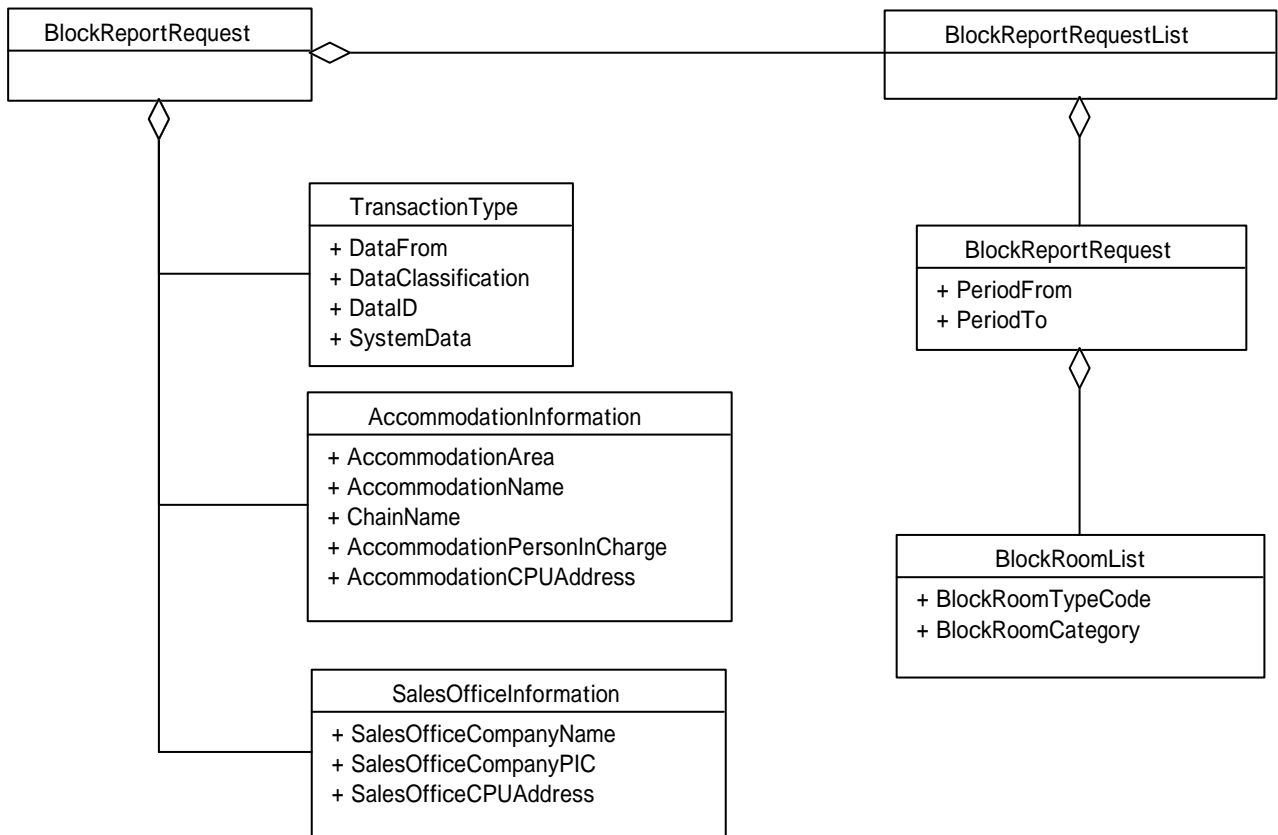 BlockReportRequest
BlockReportRequestList
TransactionType
+ DataFrom
+ DataClassification
+ DataID
+ SystemData
BlockReportRequest
+ PeriodFrom
+ PeriodTo
AccommodationInformation
+ AccommodationArea
+ AccommodationName
+ ChainName
+ AccommodationPersonInCharge
+ AccommodationCPUAddress
BlockRoomList
+ BlockRoomTypeCode
+ BlockRoomCategory
SalesOfficeInformation
+ SalesOfficeCompanyName
+ SalesOfficeCompanyPIC
+ SalesOfficeCPUAddress